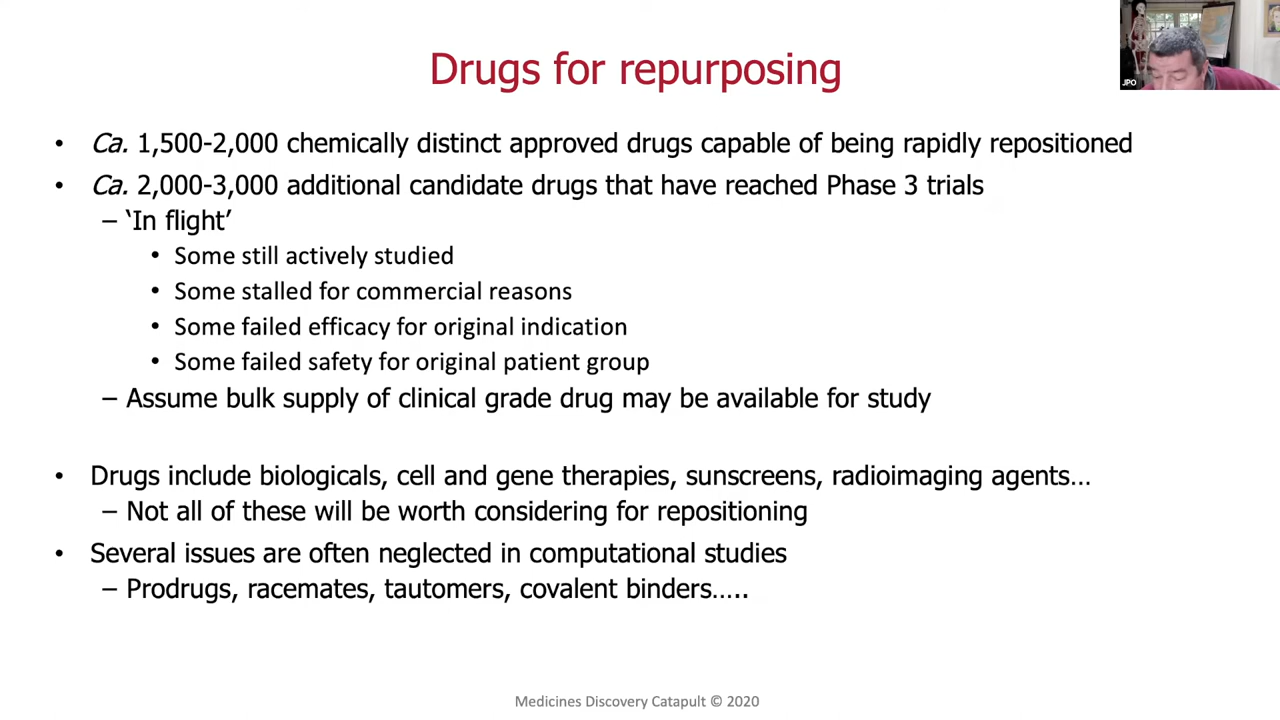 Drugs for repurposing
JPO
• Ca. 1,500-2,000 chemically distinct approved drugs capable of being rapidly repositioned
• Ca. 2,000-3,000 additional candidate drugs that have reached Phase 3 trials
– ‘In flight’
• Some still actively studied
• Some stalled for commercial reasons
• Some failed efficacy for original indication
• Some failed safety for original patient group
– Assume bulk supply of clinical grade drug may be available for study
• Drugs include biologicals, cell and gene therapies, sunscreens, radioimaging agents…
– Not all of these will be worth considering for repositioning
• Several issues are often neglected in computational studies
– Prodrugs, racemates, tautomers, covalent binders…..
Medicines Discovery Catapult © 2020